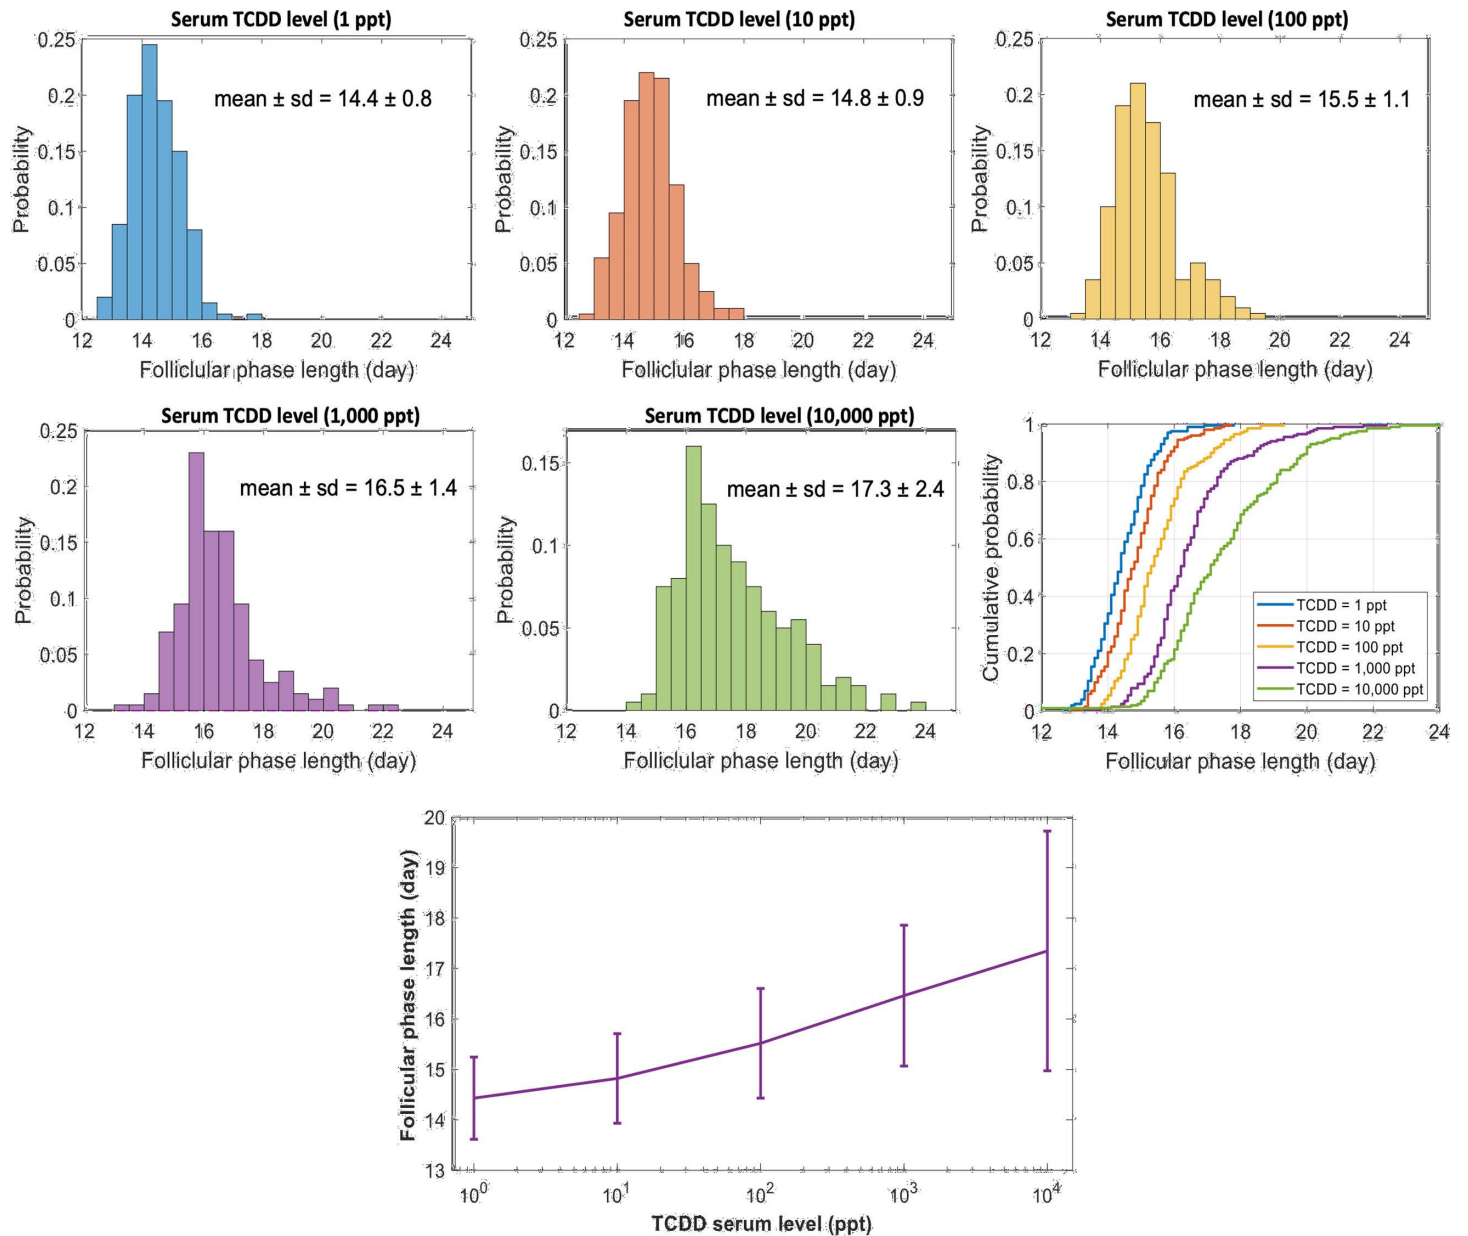 Serum TCDD level (1 ppt)
0.25
0.2
0.15
0.1
0.05
0
Probability
mean ± sd = 14.4 ± 0.8
12 14 16 18 20 22 24
Folliclular phase length (day)
Serum TCDD level (10 ppt)
0.25
0.2
0.15
0.1
0.05
0
Probability
mean ± sd = 14.8 ± 0.9
12 14 16 18 20 22 24
Folliclular phase length (day)
Serum TCDD level (100 ppt)
0.25
0.2
0.15
0.1
0.05
0
Probability
mean ± sd = 15.5 ± 1.1
12 14 16 18 20 22 24
Folliclular phase length (day)
Serum TCDD level (1,000 ppt)
0.25
0.2
0.15
0.1
0.05
0
Probability
mean ± sd = 16.5 ± 1.4
12 14 16 18 20 22 24
Folliclular phase length (day)
Serum TCDD level (10,000 ppt)
0.15
0.1
0.05
0
Probability
mean ± sd = 17.3 ± 2.4
12 14 16 18 20 22 24
Folliclular phase length (day)
1
0.8
0.6
0.4
0.2
0
Cumulative probability
TCDD = 1 ppt
TCDD = 10 ppt
TCDD = 100 ppt
TCDD = 1,000 ppt
TCDD = 10,000 ppt
12 14 16 18 20 22 24
Follicular phase length (day)
20
19
18
17
16
15
14
13
Follicular phase length (day)
10⁰ 10¹ 10² 10³ 10⁴
TCDD serum level (ppt)